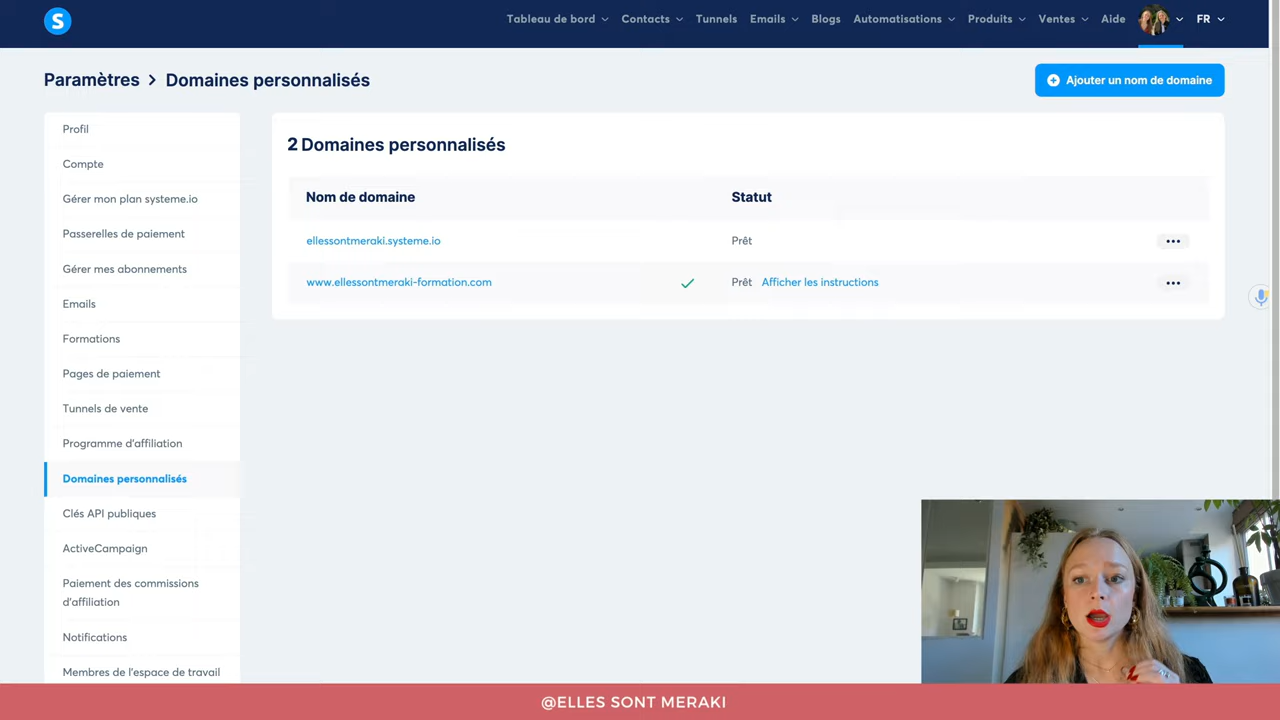 S
Tableau de bord
Contacts
Tunnels
Emails
Blogs
Automatisations
Produits
Ventes
Aide
FR
Paramètres > Domaines personnalisés
Ajouter un nom de domaine
Profil
Compte
Gérer mon plan systeme.io
Passerelles de paiement
Gérer mes abonnements
Emails
Formations
Pages de paiement
Tunnels de vente
Programme d'affiliation
Domaines personnalisés
Clés API publiques
ActiveCampaign
Paiement des commissions
d'affiliation
Notifications
Membres de l'espace de travail
2 Domaines personnalisés
Nom de domaine
Statut
ellessontmeraki.systeme.io
Prêt
www.ellessontmeraki-formation.com
Prêt
Afficher les instructions
@ELLES SONT MERAKI